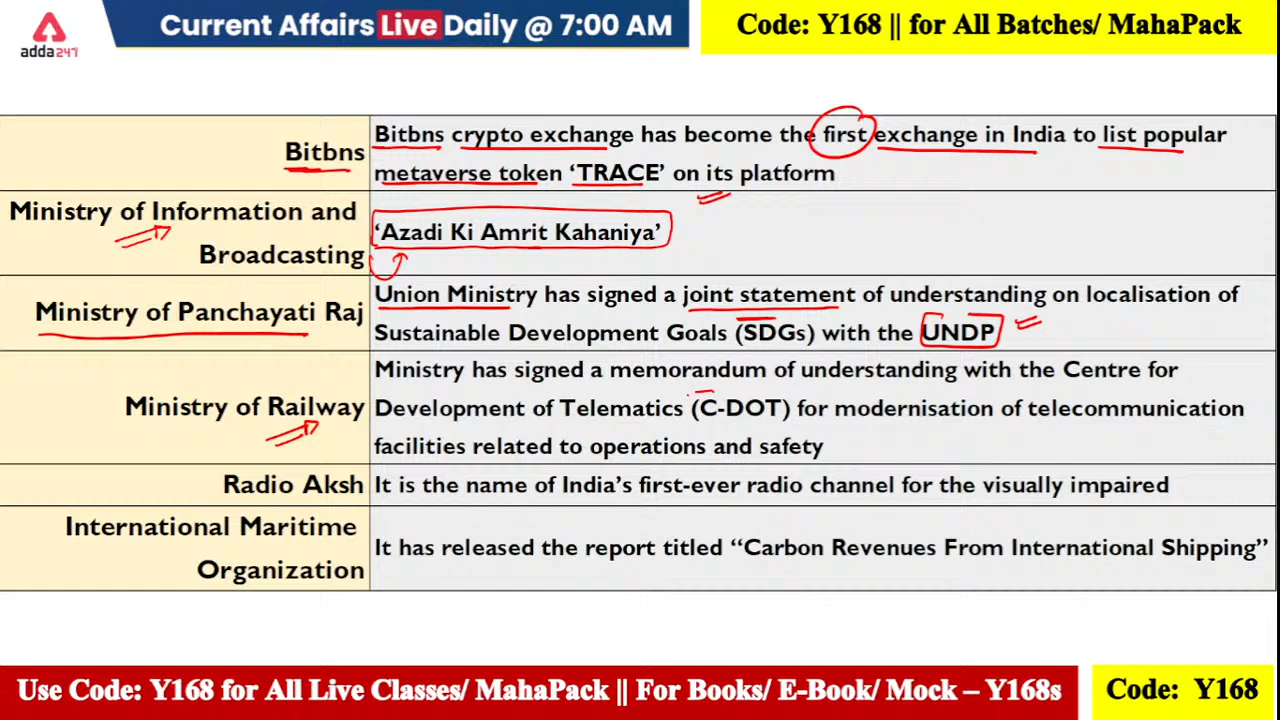 Current Affairs Live Daily @ 7:00 AM
Code: Y168 || for All Batches/ MahaPack
adda247
Bitbns
Bitbns crypto exchange has become the first exchange in India to list popular
metaverse token ‘TRACE’ on its platform
Ministry of Information and
Broadcasting
‘Azadi Ki Amrit Kahaniya’
Ministry of Panchayati Raj
Union Ministry has signed a joint statement of understanding on localisation of
Sustainable Development Goals (SDGs) with the UNDP
Ministry of Railway
Ministry has signed a memorandum of understanding with the Centre for
Development of Telematics (C-DOT) for modernisation of telecommunication
facilities related to operations and safety
Radio Aksh
It is the name of India’s first-ever radio channel for the visually impaired
International Maritime
Organization
It has released the report titled “Carbon Revenues From International Shipping”
Use Code: Y168 for All Live Classes/ MahaPack || For Books/ E-Book/ Mock – Y168s
Code: Y168